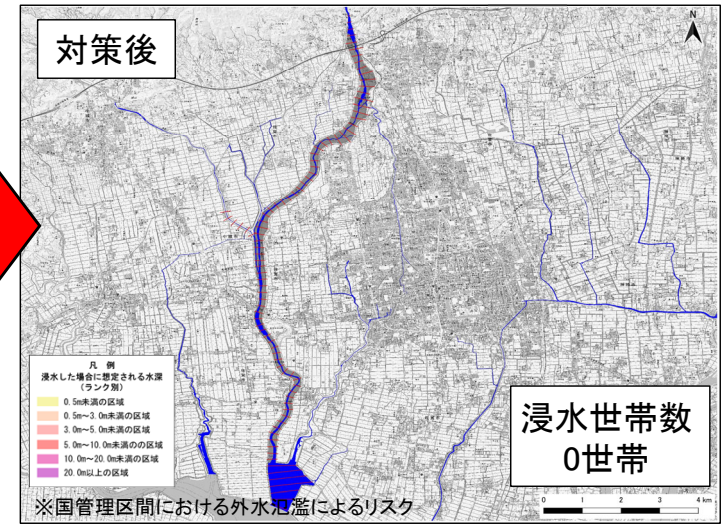 対策後
N
凡 例
浸水した場合に想定される水深
(ランク別)
0.5m未満の区域
0.5m～3.0m未満の区域
3.0m～5.0m未満の区域
5.0m～10.0m未満のの区域
10.0m～20.0m未満の区域
20.0m以上の区域
浸水世帯数
0世帯
※国管理区間における外水氾濫によるリスク
0 1 2 3 4 km